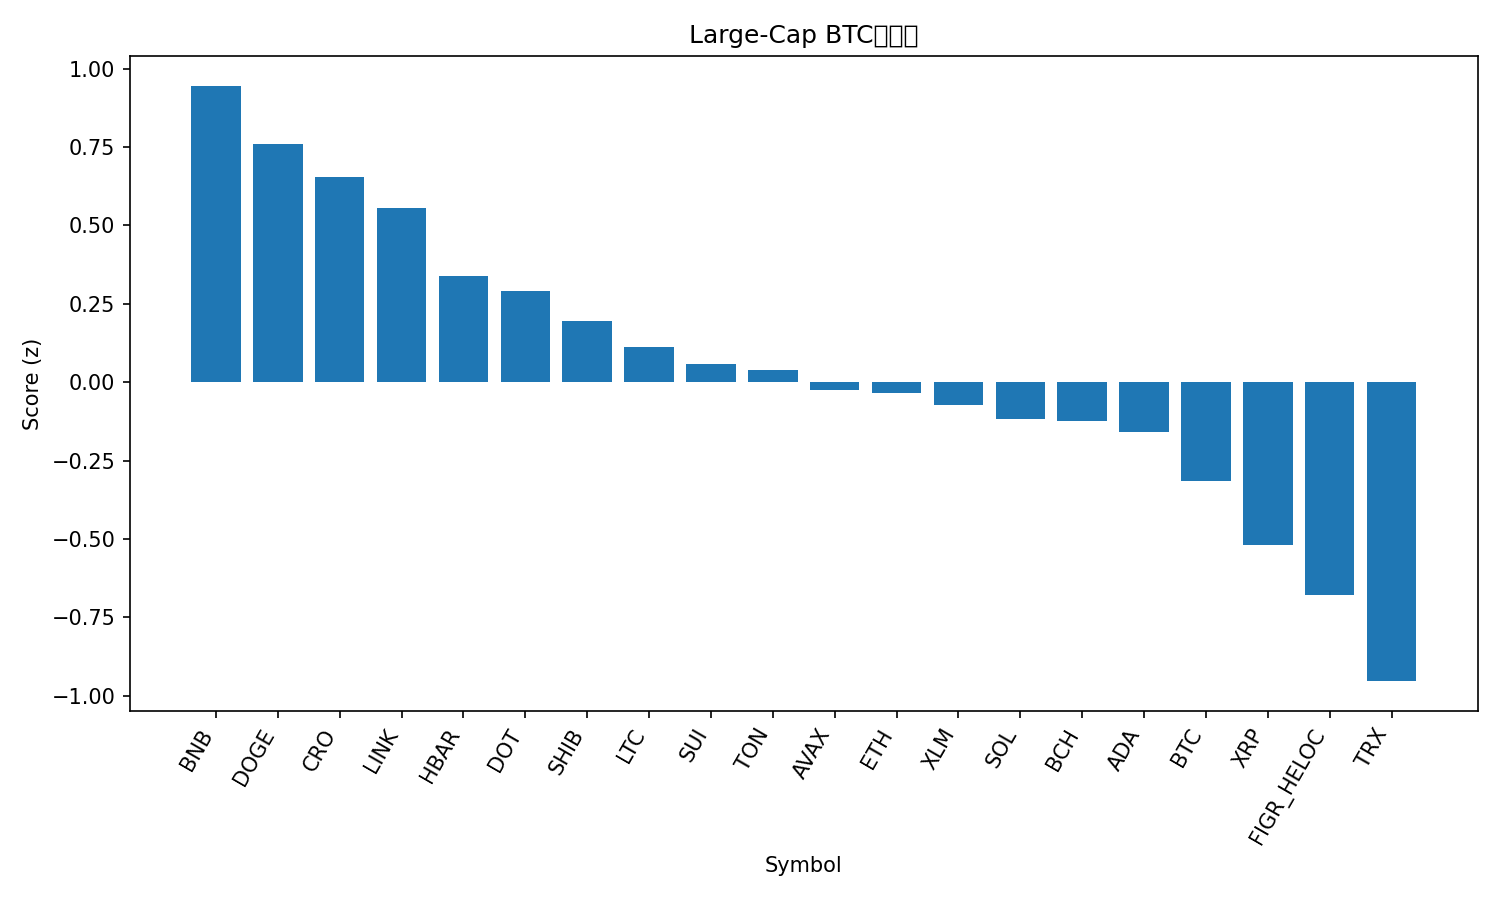 Large-Cap BTC
1.00
0.75
0.50
0.25
0.00
−0.25
−0.50
−0.75
−1.00
Score (z)
BNB
DOGE
CRO
LINK
HBAR
DOT
SHIB
LTC
SUI
TON
AVAX
ETH
XLM
SOL
BCH
ADA
BTC
XRP
FIGR_HELOC
TRX
Symbol